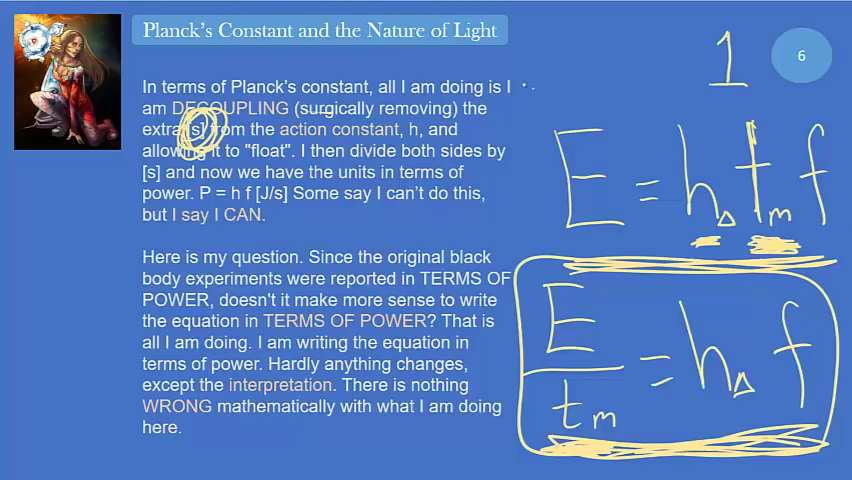 Planck's Constant and the Nature of Light
6
In terms of Planck's constant, all I am doing is I
am DECOUPLING (surgically removing) the
extra [s] from the action constant, h, and
allowing it to "float". I then divide both sides by
[s] and now we have the units in terms of
power. P = h f [J/s] Some say I can't do this,
but I say I CAN.
Here is my question. Since the original black
body experiments were reported in TERMS OF
POWER, doesn't it make more sense to write
the equation in TERMS OF POWER? That is
all I am doing. I am writing the equation in
terms of power. Hardly anything changes,
except the interpretation. There is nothing
WRONG mathematically with what I am doing
here.
1
E = h△ tm f
E
= h△ f
tm